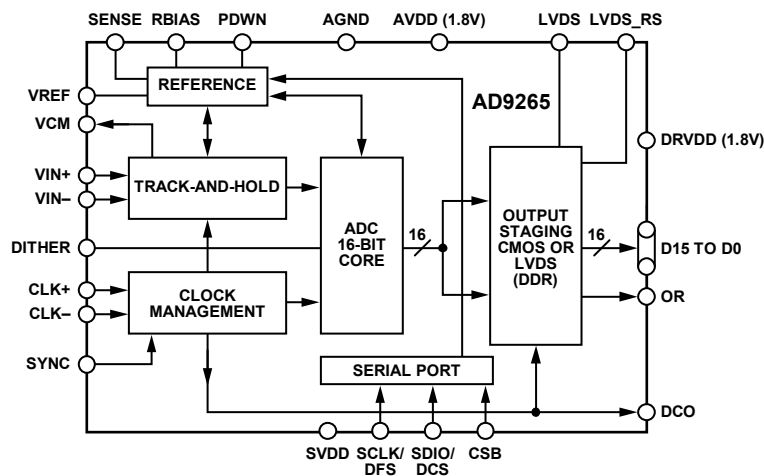 SENSE RBIAS PDWN AGND AVDD (1.8V) LVDS LVDS_RS
REFERENCE
AD9265
VREF
VCM
DRVDD (1.8V)
VIN+
VIN–
TRACK-AND-HOLD
ADC
16-BIT
CORE
16
OUTPUT
STAGING
CMOS OR
LVDS
(DDR)
16
D15 TO D0
DITHER
CLK+
CLK–
CLOCK
MANAGEMENT
OR
SYNC
SERIAL PORT
DCO
SVDD
SCLK/
DFS
SDIO/
DCS
CSB